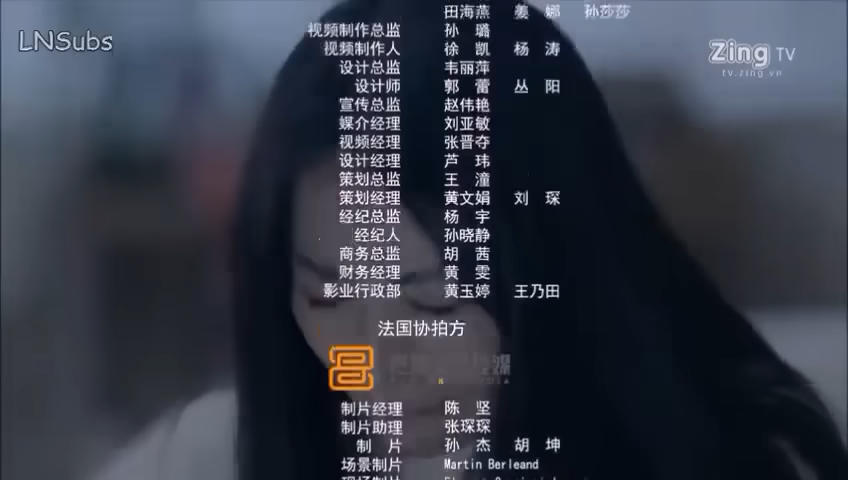 LNSubs
Zing TV
tv.zing.vn
田海燕 姜 娜 孙莎莎
视频制作总监 孙 璐
视频制作人 徐 凯 杨 涛
设计总监 韦丽萍
设计师 郭 蕾 丛 阳
宣传总监 赵伟艳
媒介经理 刘亚敏
视频经理 张晋夺
设计经理 芦 玮
策划总监 王 潼
策划经理 黄文娟 刘 琛
经纪总监 杨 宇
经纪人 孙晓静
商务总监 胡 茜
财务经理 黄 雯
影业行政部 黄玉婷 王乃田
法国协拍方
制片经理 陈 坚
制片助理 张琛琛
制 片 孙 杰 胡 坤
场景制片 Martin Berleand